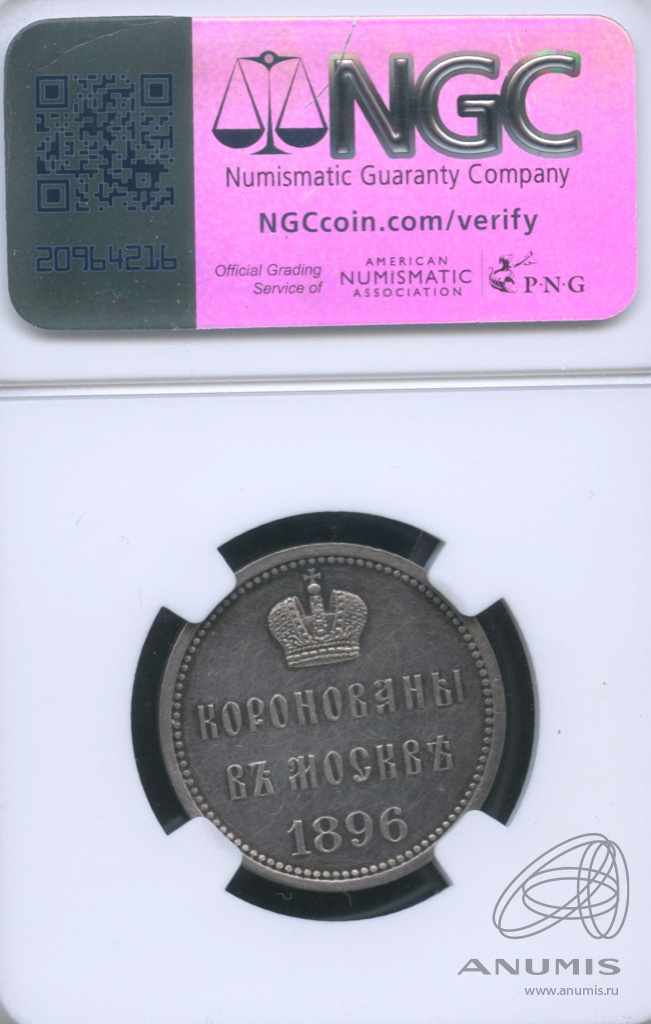 NGC
Numismatic Guaranty Company
NGCcoin.com/verify
20964216
Official Grading
Service of
AMERICAN
NUMISMATIC
ASSOCIATION
P·N·G
КОРОНОВАНЫ
ВЪ МОСКВѢ
1896
ANUMIS
www.anumis.ru